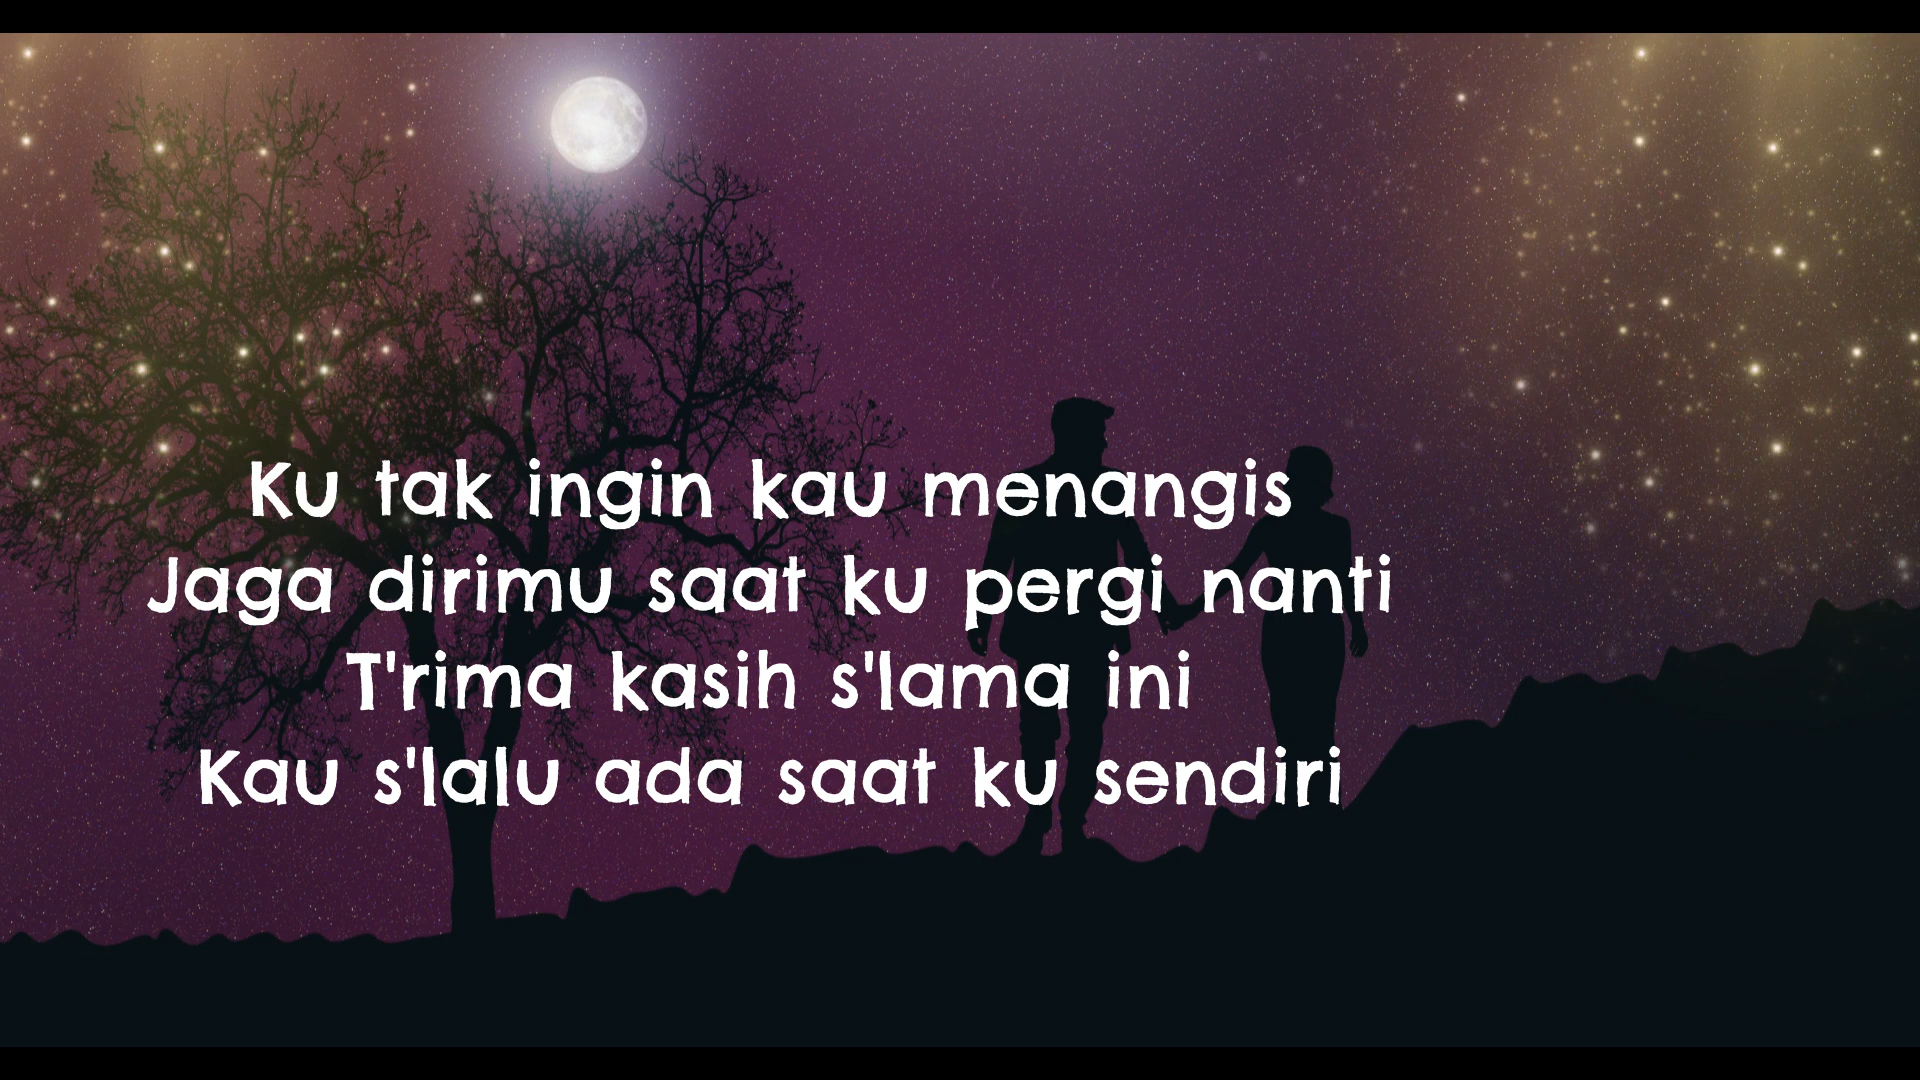 Ku tak ingin kau menangis
Jaga dirimu saat ku pergi nanti
T'rima kasih s'lama ini
Kau s'lalu ada saat ku sendiri